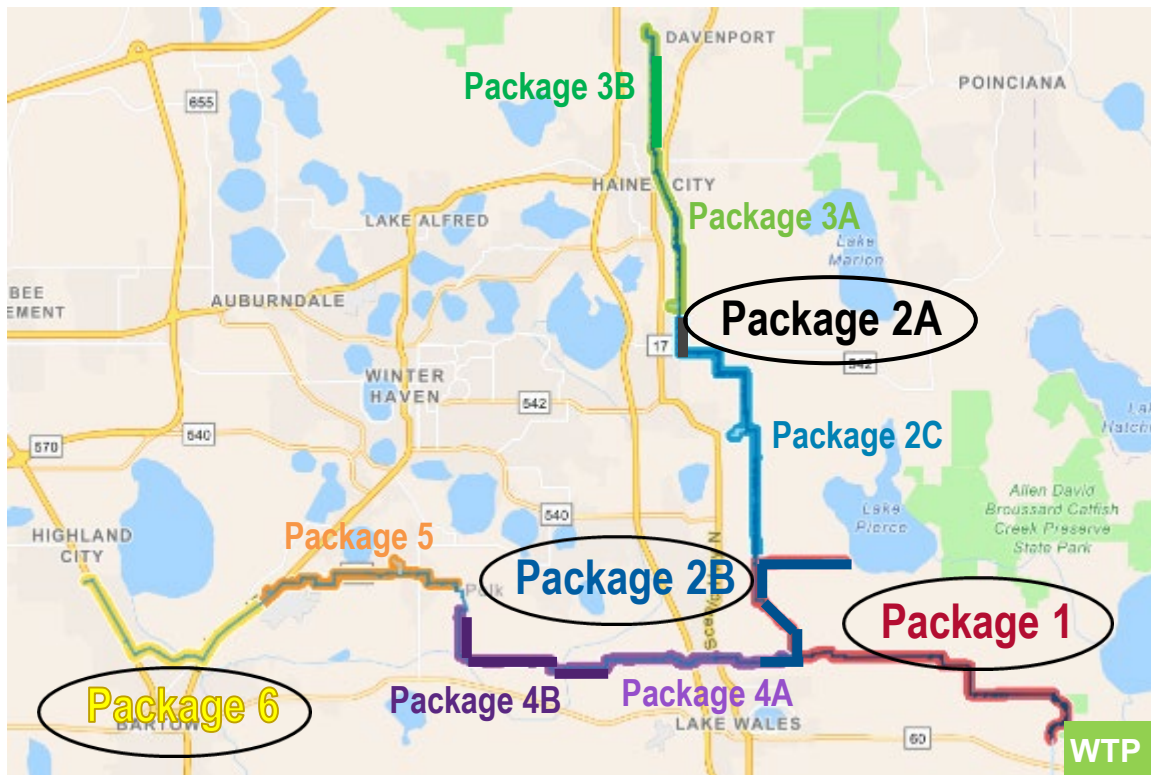 DAVENPORT
Package 3B
POINCIANA
655
HAINE CITY
Package 3A
LAKE ALFRED
Lake
Marion
BEE
EMENT
AUBURNDALE
Package 2A
17
542
WINTER
HAVEN
542
540
570
Package 2C
Hatch
Allen David
Broussard Catfish
Creek Preserve
State Park
Lake
Pierce
540
HIGHLAND
CITY
Package 5
Package 2B
Polk
Package 1
Package 6
BARTOW
Package 4B
Package 4A
LAKE WALES
60
WTP